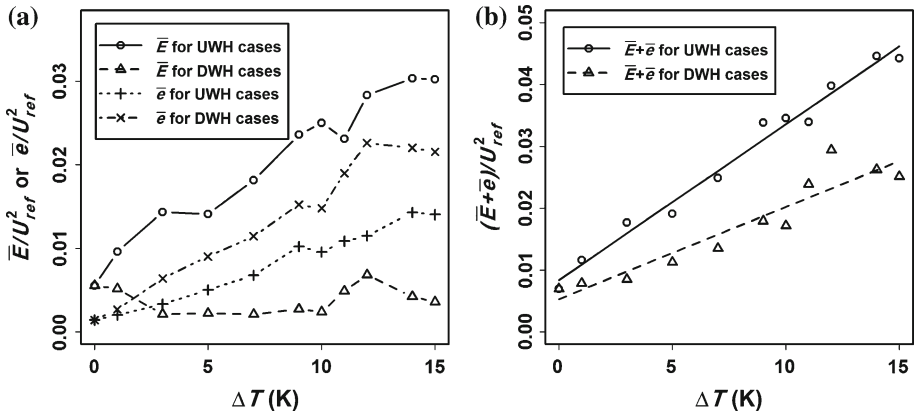 (a)
E̅ for UWH cases
E̅ for DWH cases
e̅ for UWH cases
e̅ for DWH cases
E̅/U²ref or e̅/U²ref
0.00 0.01 0.02 0.03
0 5 10 15
ΔT (K)
(b)
E̅+e̅ for UWH cases
E̅+e̅ for DWH cases
(E̅+e̅)/U²ref
0.00 0.01 0.02 0.03 0.04 0.05
0 5 10 15
ΔT (K)